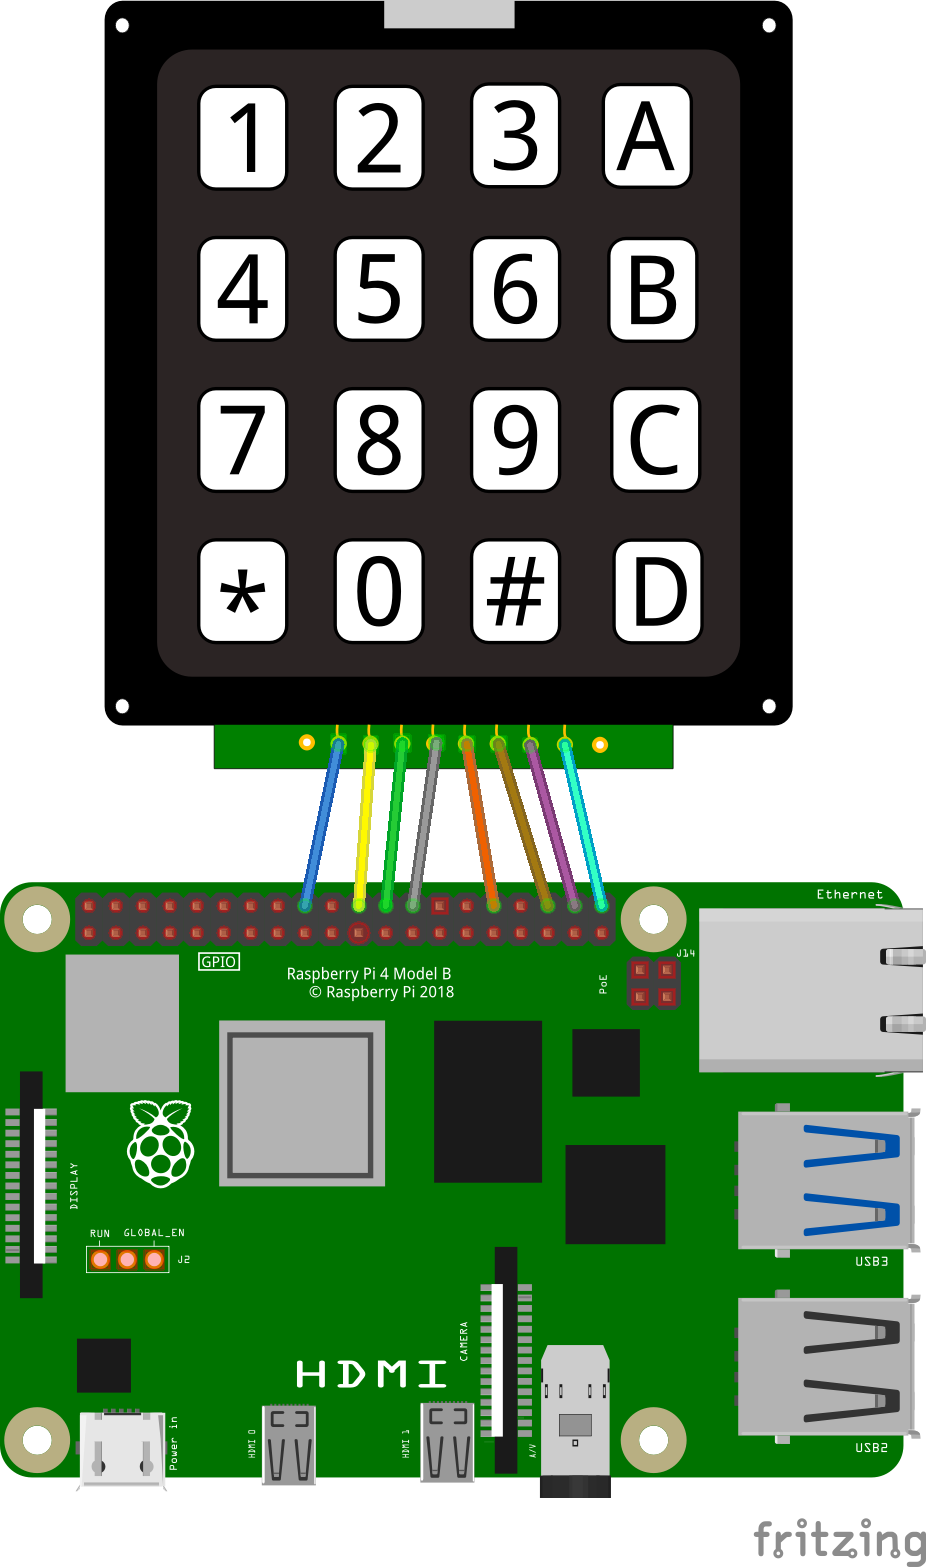 1 2 3 A
4 5 6 B
7 8 9 C
* 0 # D
Ethernet
J14
GPIO
PoE
Raspberry Pi 4 Model B
© Raspberry Pi 2018
DISPLAY
RUN GLOBAL_EN
J2
USB3
CAMERA
HDMI
Power in
HDMI 0
HDMI 1
A/V
USB2
fritzing